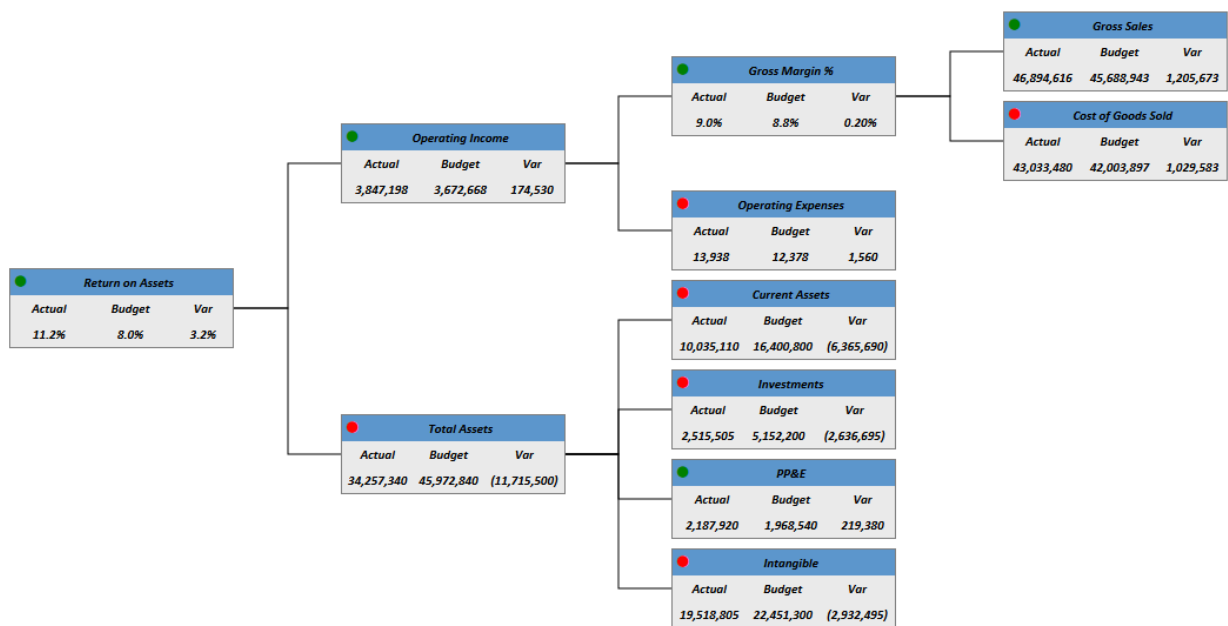 Gross Sales
Actual Budget Var
46,894,616 45,688,943 1,205,673
Cost of Goods Sold
Actual Budget Var
43,033,480 42,003,897 1,029,583
Gross Margin %
Actual Budget Var
9.0% 8.8% 0.20%
Operating Income
Actual Budget Var
3,847,198 3,672,668 174,530
Operating Expenses
Actual Budget Var
13,938 12,378 1,560
Return on Assets
Actual Budget Var
11.2% 8.0% 3.2%
Current Assets
Actual Budget Var
10,035,110 16,400,800 (6,365,690)
Investments
Actual Budget Var
2,515,505 5,152,200 (2,636,695)
Total Assets
Actual Budget Var
34,257,340 45,972,840 (11,715,500)
PP&E
Actual Budget Var
2,187,920 1,968,540 219,380
Intangible
Actual Budget Var
19,518,805 22,451,300 (2,932,495)